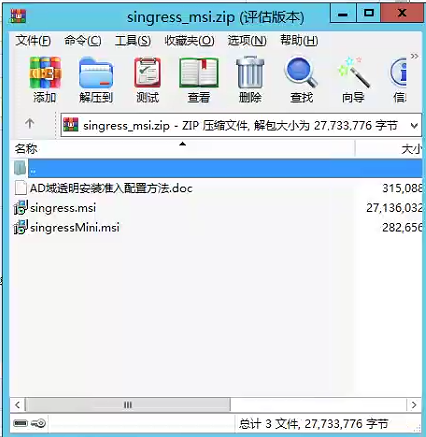 singress_msi.zip (评估版本)
文件(F) 命令(C) 工具(S) 收藏夹(O) 选项(N) 帮助(H)
添加 解压到 测试 查看 删除 查找 向导
singress_msi.zip - ZIP 压缩文件, 解包大小为 27,733,776 字节
名称 大小
..
AD域透明安装准入配置方法.doc 315,088
singress.msi 27,136,032
singressMini.msi 282,656
总计 3 文件, 27,733,776 字节